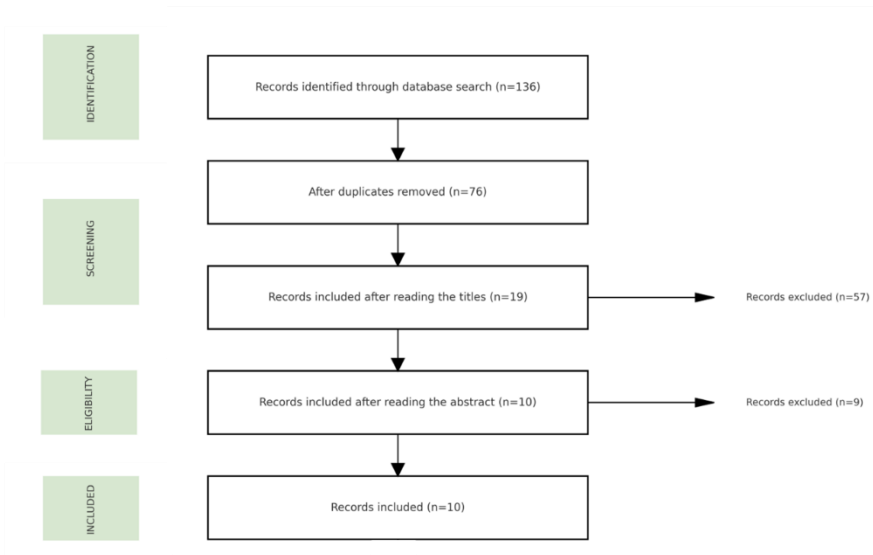 IDENTIFICATION
Records identified through database search (n=136)
After duplicates removed (n=76)
SCREENING
Records included after reading the titles (n=19)
Records excluded (n=57)
ELIGIBILITY
Records included after reading the abstract (n=10)
Records excluded (n=9)
INCLUDED
Records included (n=10)